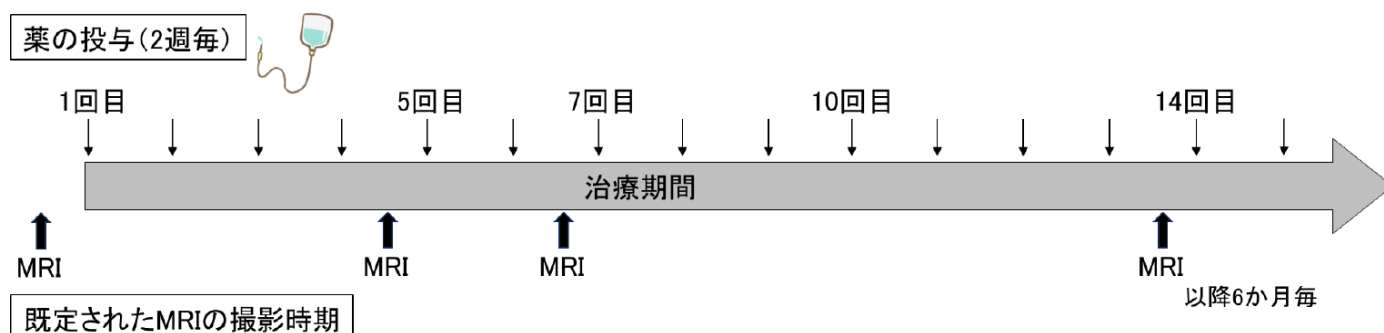 薬の投与(2週毎)
1回目 5回目 7回目 10回目 14回目
治療期間
MRI MRI MRI MRI
以降6か月毎
既定されたMRIの撮影時期